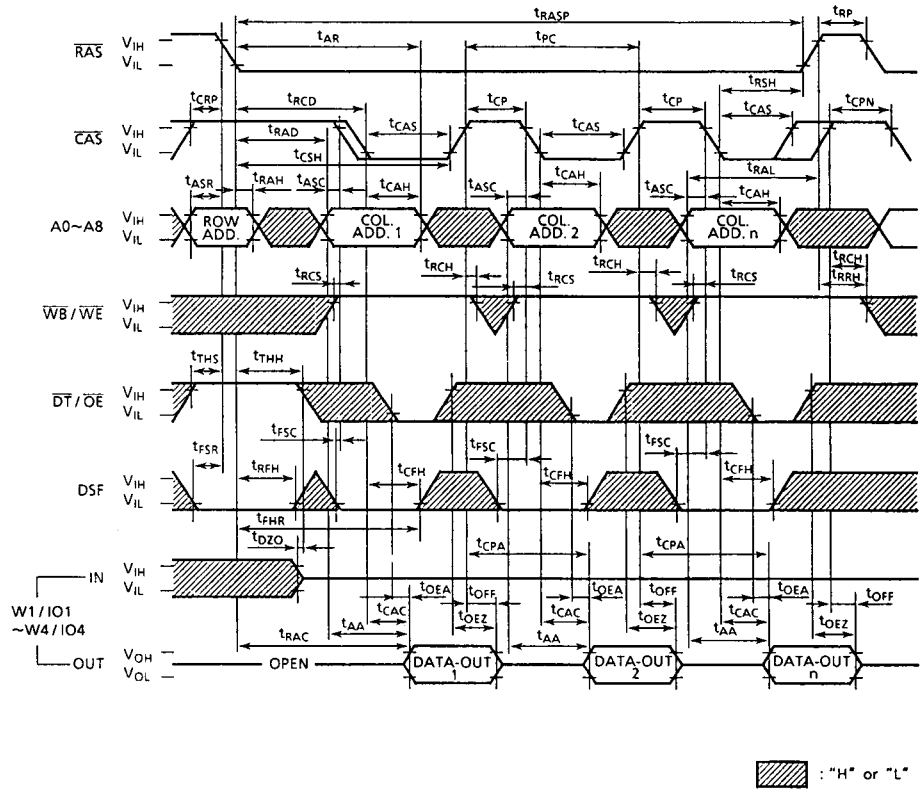 tRASP
tRP
tAR
tPC
RAS VIH
VIL
tRSH
tCRP tRCD tCP tCP tCAS tCPN
CAS VIH
VIL
tRAD tCAS tCAS
tCSH tRAL
tASR tRAH tASC tCAH tASC tCAH tASC tCAH
A0~A8 VIH
VIL
ROW ADD.
COL. ADD. 1
COL. ADD. 2
COL. ADD. n
tRCS tRCH tRCS tRCH tRCS tRCH
tRRH
WB / WE VIH
VIL
tTHS tTHH
DT / OE VIH
VIL
tFSC tFSC tFSC
tFSR tRFH tCFH tCFH tCFH
DSF VIH
VIL
tFHR
tDZO tCPA tCPA
IN VIH
VIL
W1 / IO1
~W4 / IO4
tOEA tOFF tOEA tOFF tOEA tOFF
tCAC tOEZ tCAC tOEZ tCAC tOEZ
tRAC tAA tAA tAA
OUT VOH
VOL
OPEN
DATA-OUT 1
DATA-OUT 2
DATA-OUT n
: "H" or "L"